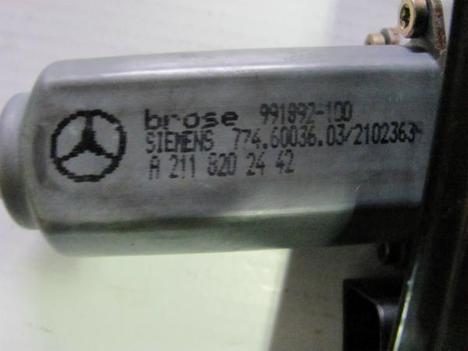 brose 991892-100
SIEMENS 774.60036.03/2102363
A 211 820 24 42